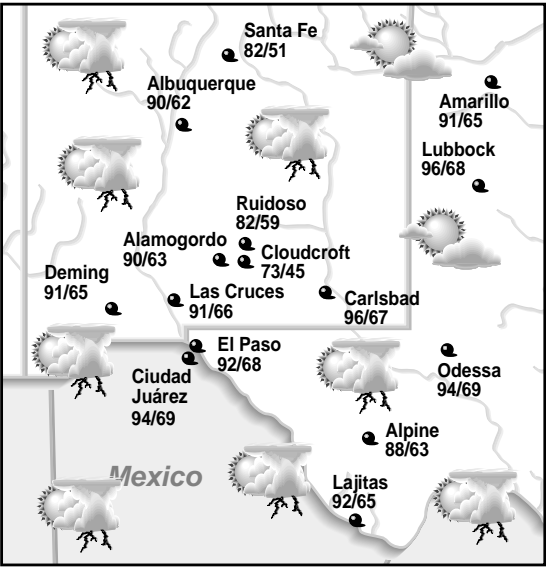 Santa Fe
82/51
Albuquerque
90/62
Amarillo
91/65
Lubbock
96/68
Ruidoso
82/59
Alamogordo
90/63
Cloudcroft
73/45
Deming
91/65
Las Cruces
91/66
Carlsbad
96/67
El Paso
92/68
Ciudad
Juárez
94/69
Odessa
94/69
Alpine
88/63
Mexico
Lajitas
92/65